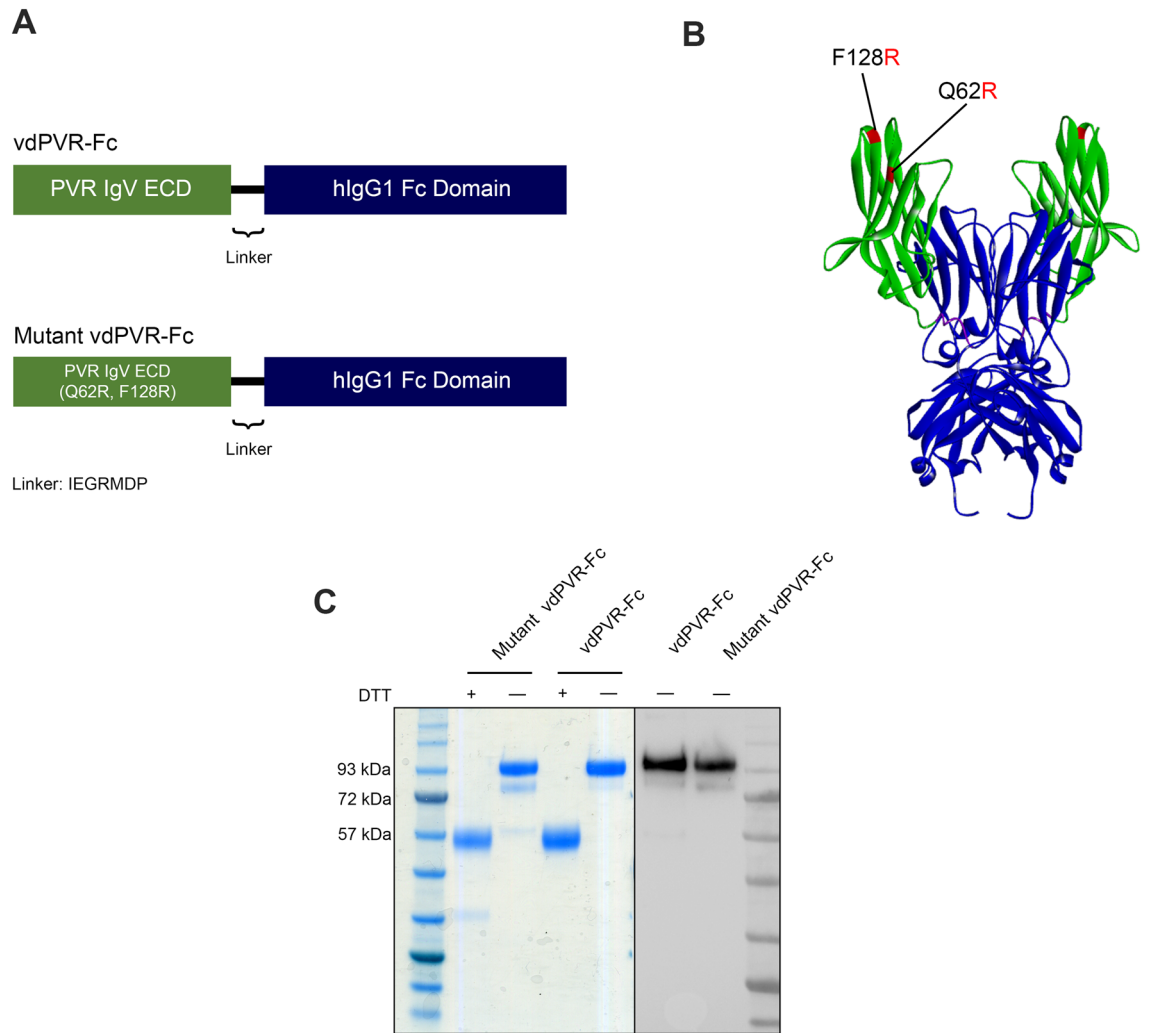 A
vdPVR-Fc
PVR IgV ECD
hIgG1 Fc Domain
Linker
Mutant vdPVR-Fc
PVR IgV ECD
(Q62R, F128R)
hIgG1 Fc Domain
Linker
Linker: IEGRMDP
B
F128R
Q62R
C
Mutant vdPVR-Fc
vdPVR-Fc
vdPVR-Fc
Mutant vdPVR-Fc
DTT + — + — — —
93 kDa
72 kDa
57 kDa